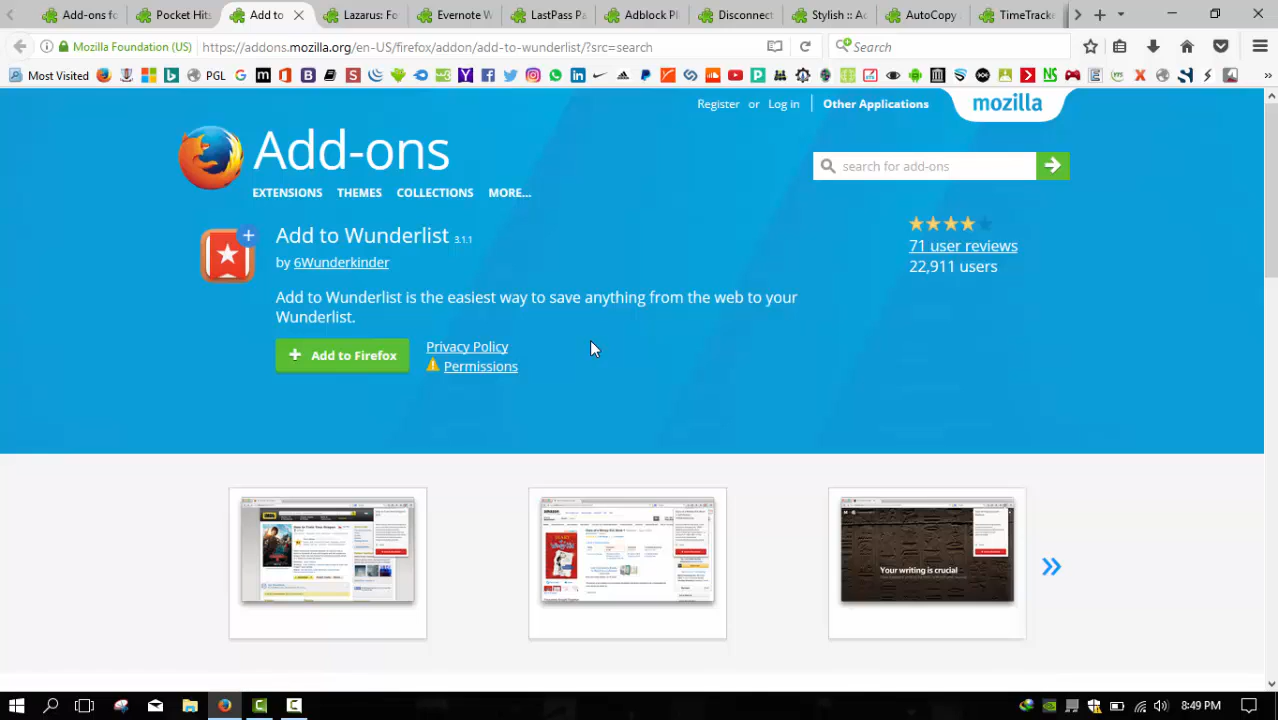 Add-ons fo
Pocket Hits
Add to
Lazarus: Fo
Evernote W
LastPass Pa
Adblock Pl
Disconnect
Stylish :: Ac
AutoCopy
TimeTracke
Mozilla Foundation (US)
https://addons.mozilla.org/en-US/firefox/addon/add-to-wunderlist/?src=search
Search
Most Visited
PGL
Register or Log in
Other Applications
mozilla
Add-ons
EXTENSIONS THEMES COLLECTIONS MORE...
search for add-ons
Add to Wunderlist 3.1.1
by 6Wunderkinder
71 user reviews
22,911 users
Add to Wunderlist is the easiest way to save anything from the web to your
Wunderlist.
Add to Firefox
Privacy Policy
Permissions
Your writing is crucial
8:49 PM